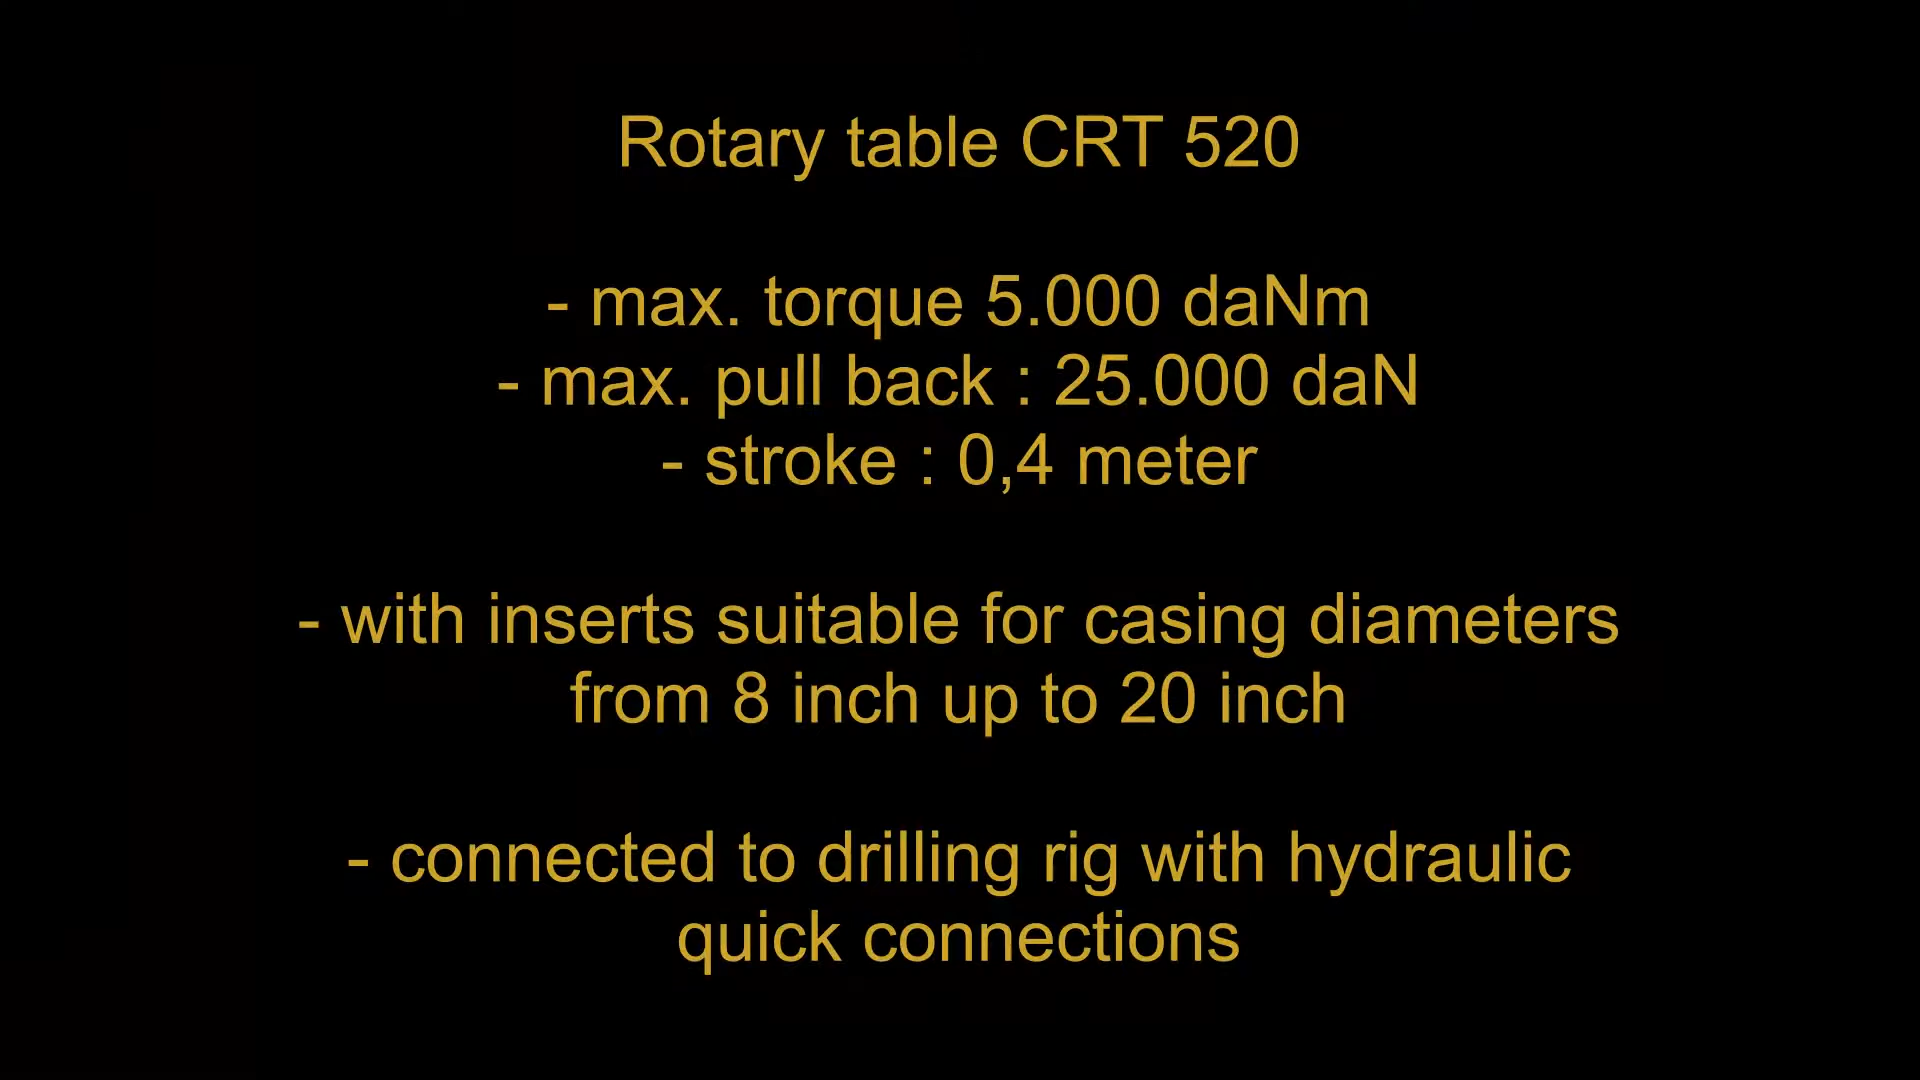 Rotary table CRT 520
- max. torque 5.000 daNm
- max. pull back : 25.000 daN
- stroke : 0,4 meter
- with inserts suitable for casing diameters
from 8 inch up to 20 inch
- connected to drilling rig with hydraulic
quick connections